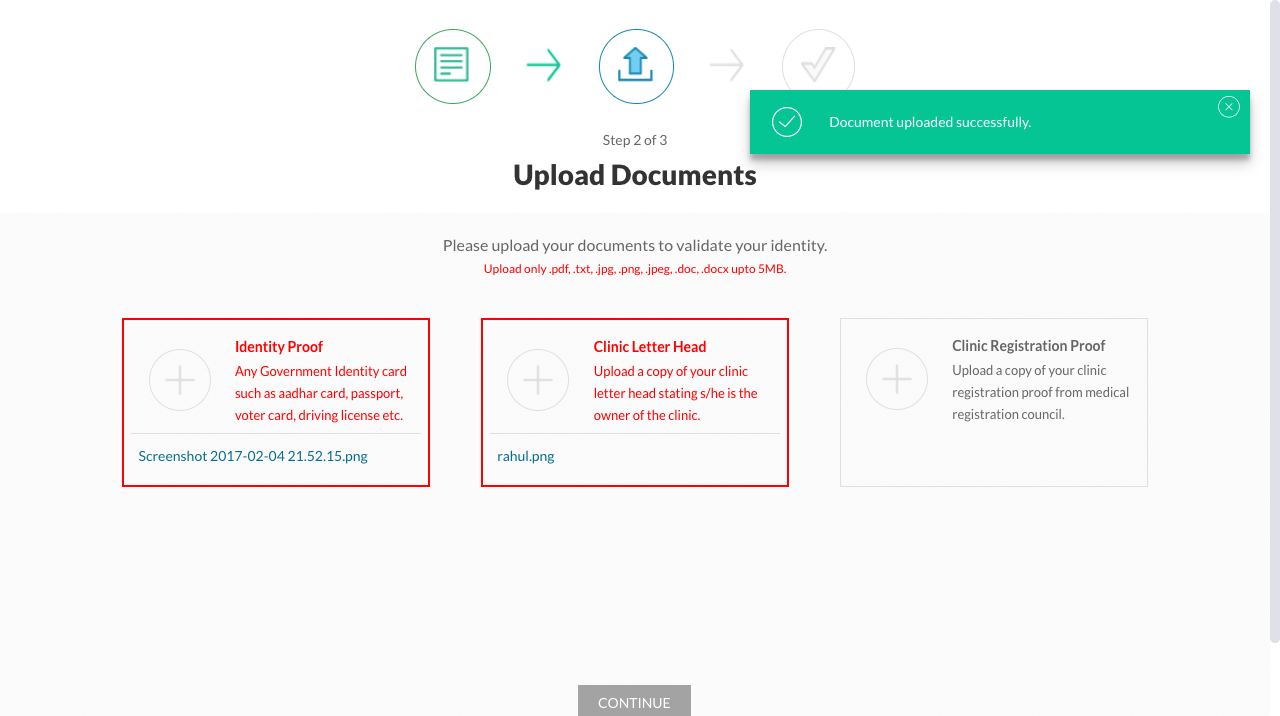 Document uploaded successfully.
Step 2 of 3
Upload Documents
Please upload your documents to validate your identity.
Upload only .pdf, .txt, .jpg, .png, .jpeg, .doc, .docx upto 5MB.
Identity Proof
Any Government Identity card
such as aadhar card, passport,
voter card, driving license etc.
Screenshot 2017-02-04 21.52.15.png
Clinic Letter Head
Upload a copy of your clinic
letter head stating s/he is the
owner of the clinic.
rahul.png
Clinic Registration Proof
Upload a copy of your clinic
registration proof from medical
registration council.
CONTINUE